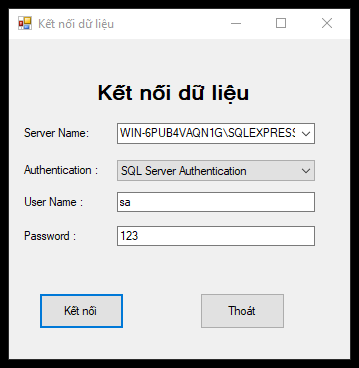 Kết nối dữ liệu
Kết nối dữ liệu
Server Name:
WIN-6PUB4VAQN1G\SQLEXPRESS
Authentication :
SQL Server Authentication
User Name :
sa
Password :
123
Kết nối
Thoát